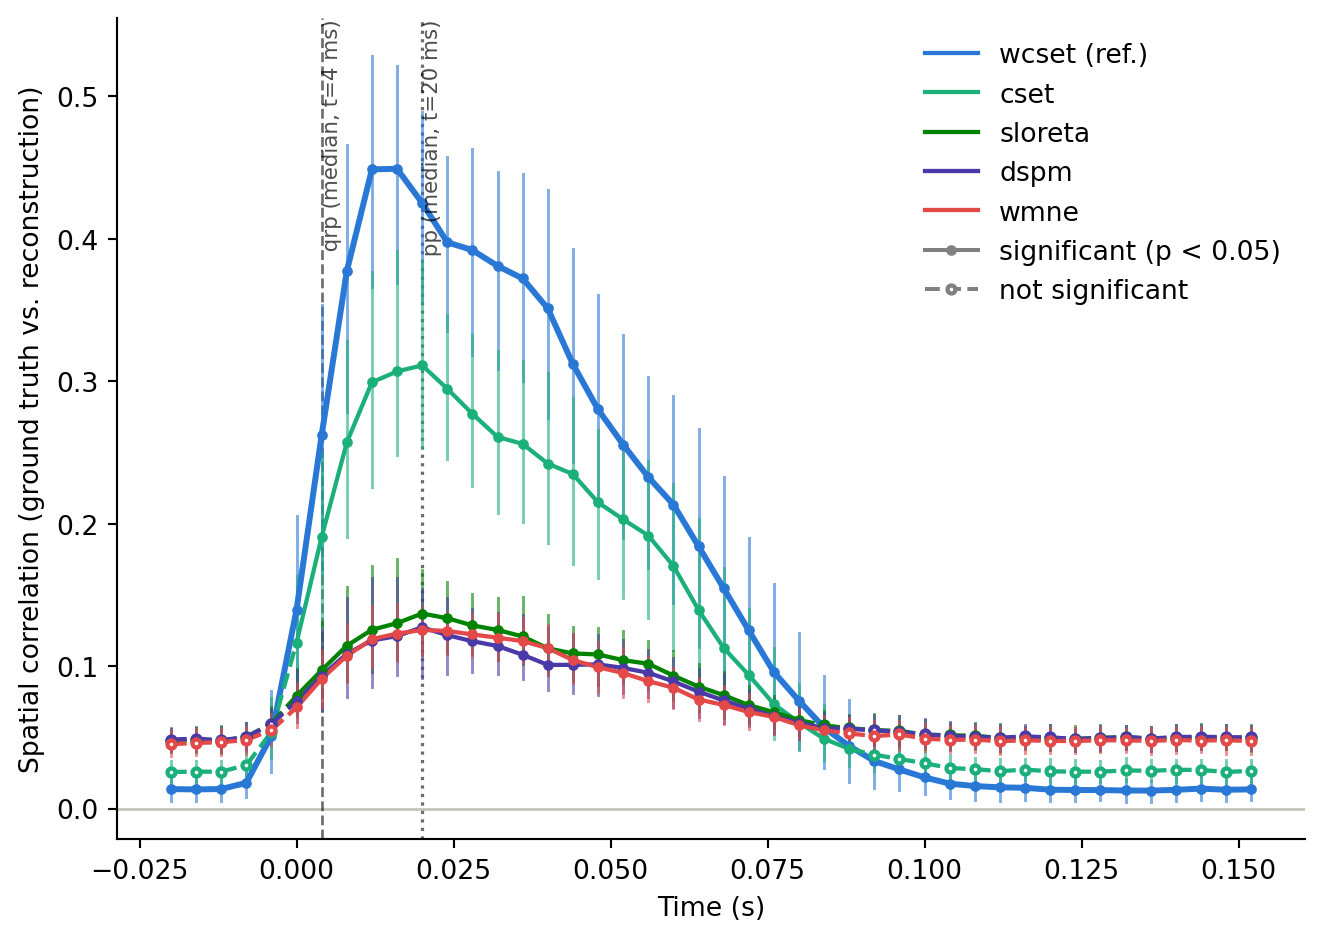 Spatial correlation (ground truth vs. reconstruction)
0.5
0.4
0.3
0.2
0.1
0.0
qrp (median, t=4 ms)
pp (median, t=20 ms)
wcset (ref.)
cset
sloreta
dspm
wmne
significant (p < 0.05)
not significant
−0.025
0.000
0.025
0.050
0.075
0.100
0.125
0.150
Time (s)